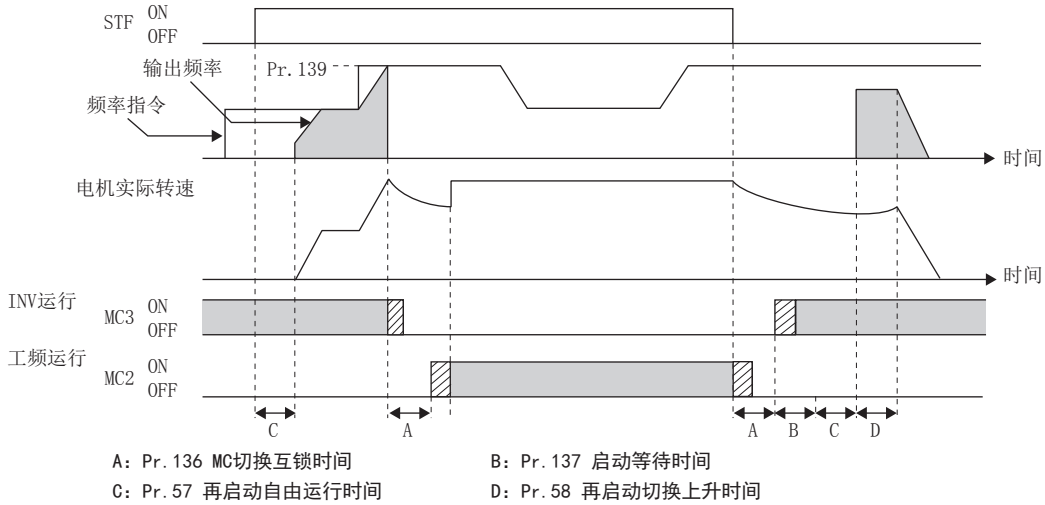 STF ON
OFF
输出频率
Pr.139
频率指令
时间
电机实际转速
时间
INV运行
MC3 ON
OFF
工频运行
MC2 ON
OFF
C A A B C D
A: Pr.136 MC切换互锁时间 B: Pr.137 启动等待时间
C: Pr.57 再启动自由运行时间 D: Pr.58 再启动切换上升时间